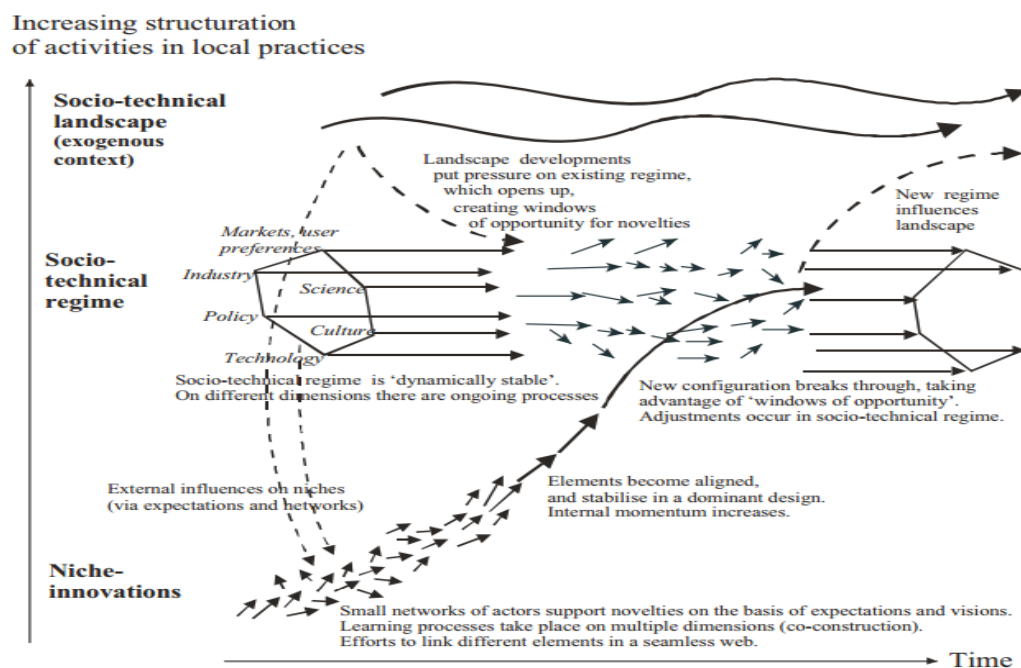 Increasing structuration
of activities in local practices
Socio-technical
landscape
(exogenous
context)
Landscape developments
put pressure on existing regime,
which opens up,
creating windows
of opportunity for novelties
New regime
influences
landscape
Markets, user
preferences
Socio-
technical
regime
Industry
Science
Policy
Culture
Technology
Socio-technical regime is ‘dynamically stable’.
On different dimensions there are ongoing processes
New configuration breaks through, taking
advantage of ‘windows of opportunity’.
Adjustments occur in socio-technical regime.
External influences on niches
(via expectations and networks)
Elements become aligned,
and stabilise in a dominant design.
Internal momentum increases.
Niche-
innovations
Small networks of actors support novelties on the basis of expectations and visions.
Learning processes take place on multiple dimensions (co-construction).
Efforts to link different elements in a seamless web.
Time